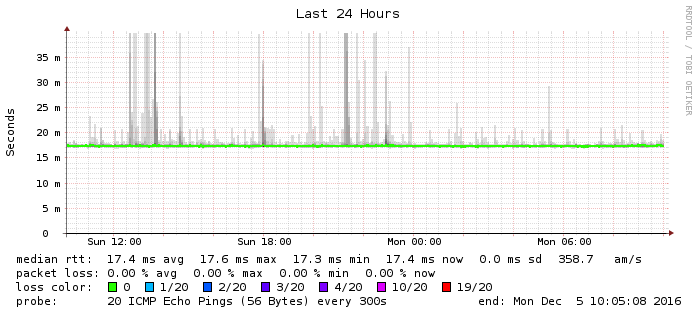 Last 24 Hours
RRDTOOL / TOBI OETIKER
Seconds
35 m
30 m
25 m
20 m
15 m
10 m
5 m
0
Sun 12:00 Sun 18:00 Mon 00:00 Mon 06:00
median rtt: 17.4 ms avg 17.6 ms max 17.3 ms min 17.4 ms now 0.0 ms sd 358.7 am/s
packet loss: 0.00 % avg 0.00 % max 0.00 % min 0.00 % now
loss color: 0 1/20 2/20 3/20 4/20 10/20 19/20
probe: 20 ICMP Echo Pings (56 Bytes) every 300s end: Mon Dec 5 10:05:08 2016